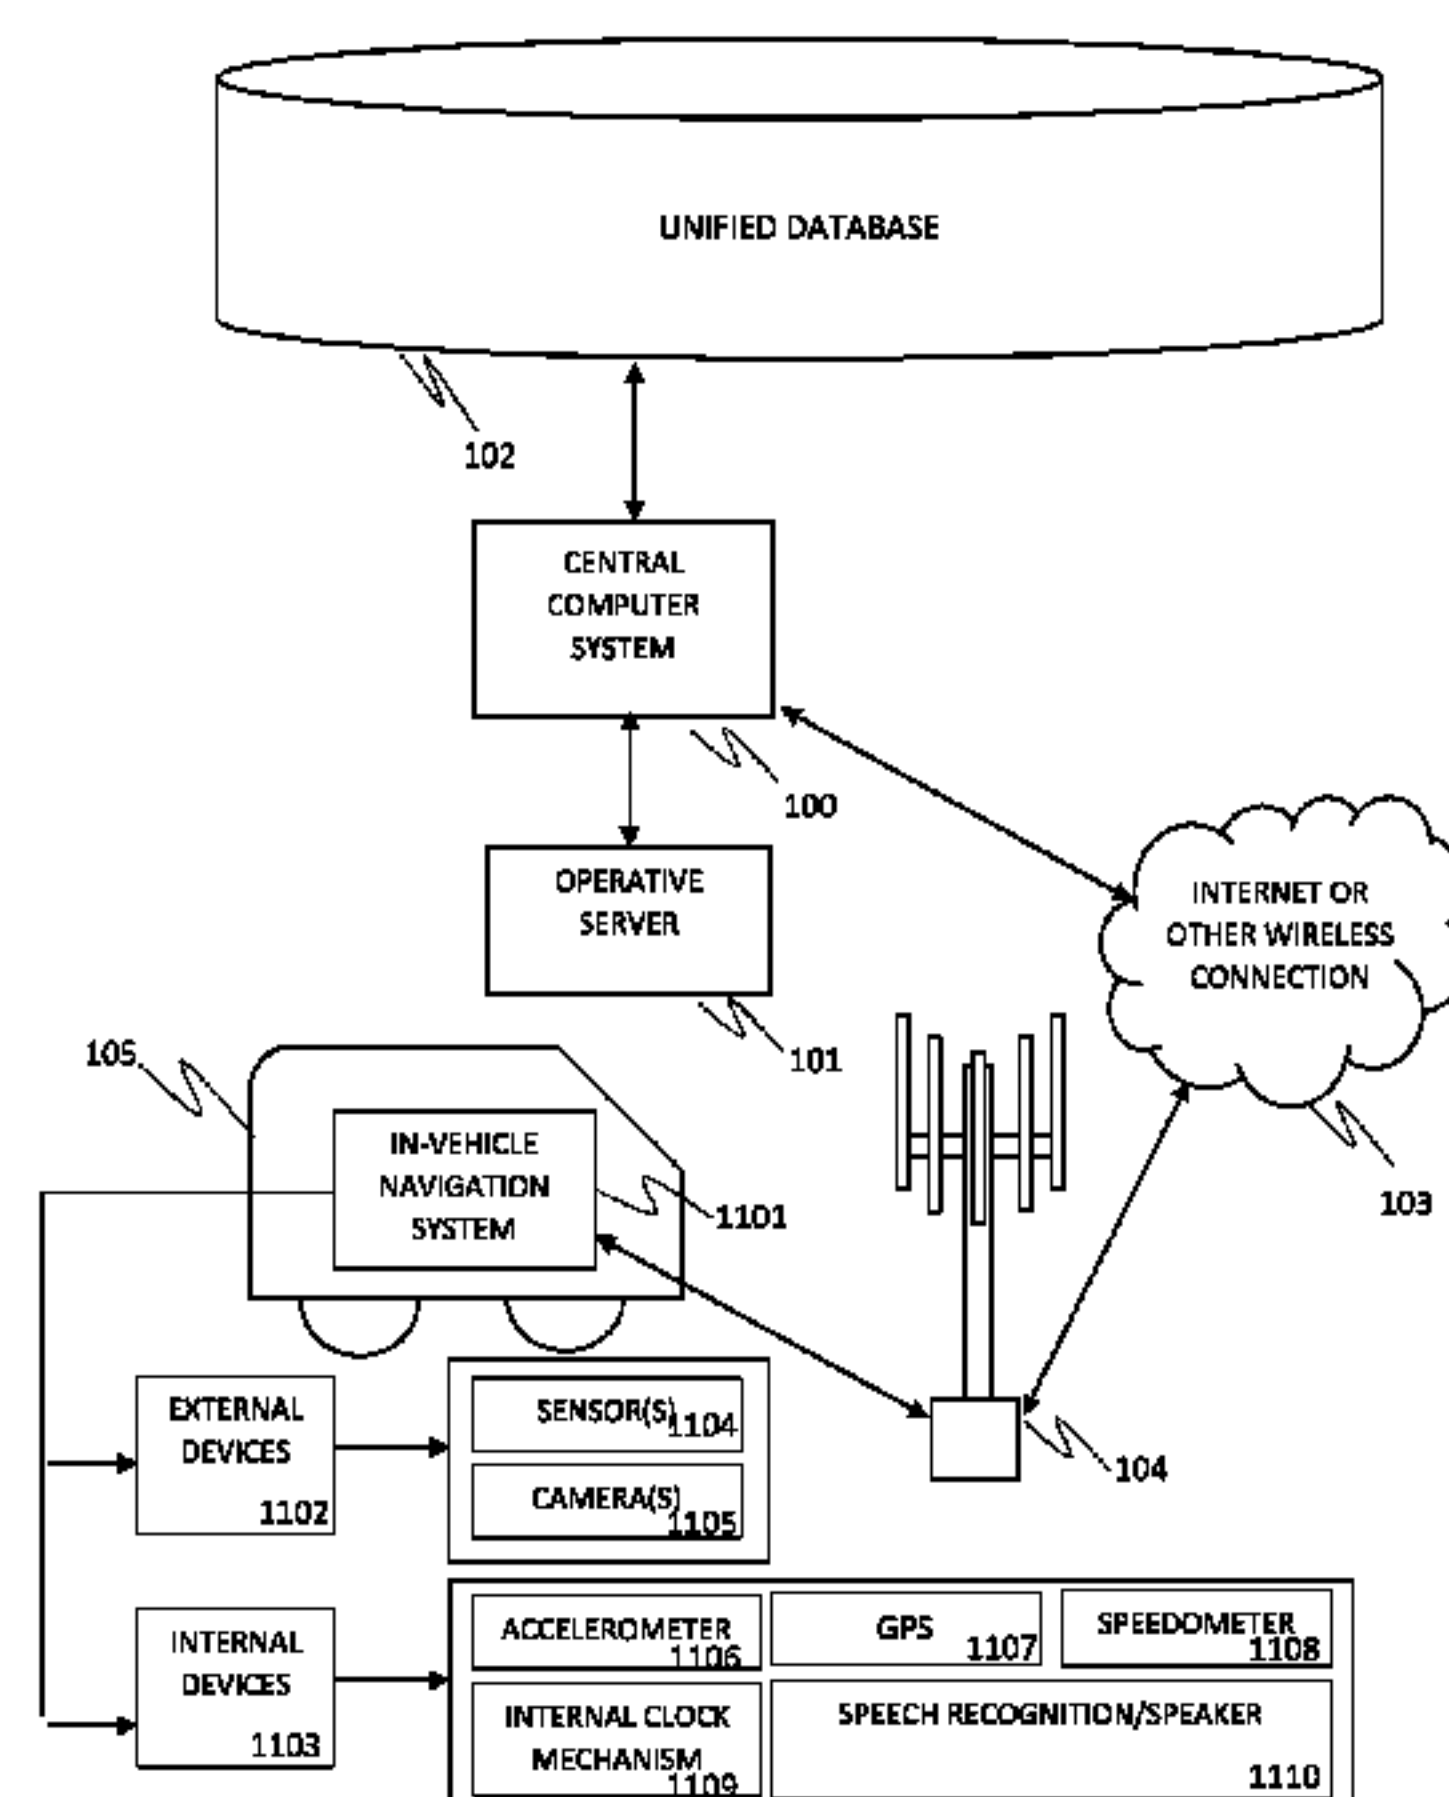 UNIFIED DATABASE
102
CENTRAL
COMPUTER
SYSTEM
100
OPERATIVE
SERVER
101
INTERNET OR
OTHER WIRELESS
CONNECTION
103
105
IN-VEHICLE
NAVIGATION
SYSTEM
1101
104
EXTERNAL
DEVICES
1102
SENSOR(S)
1104
CAMERA(S)
1105
INTERNAL
DEVICES
1103
ACCELEROMETER
1106
GPS
1107
SPEEDOMETER
1108
INTERNAL CLOCK
MECHANISM
1109
SPEECH RECOGNITION/SPEAKER
1110